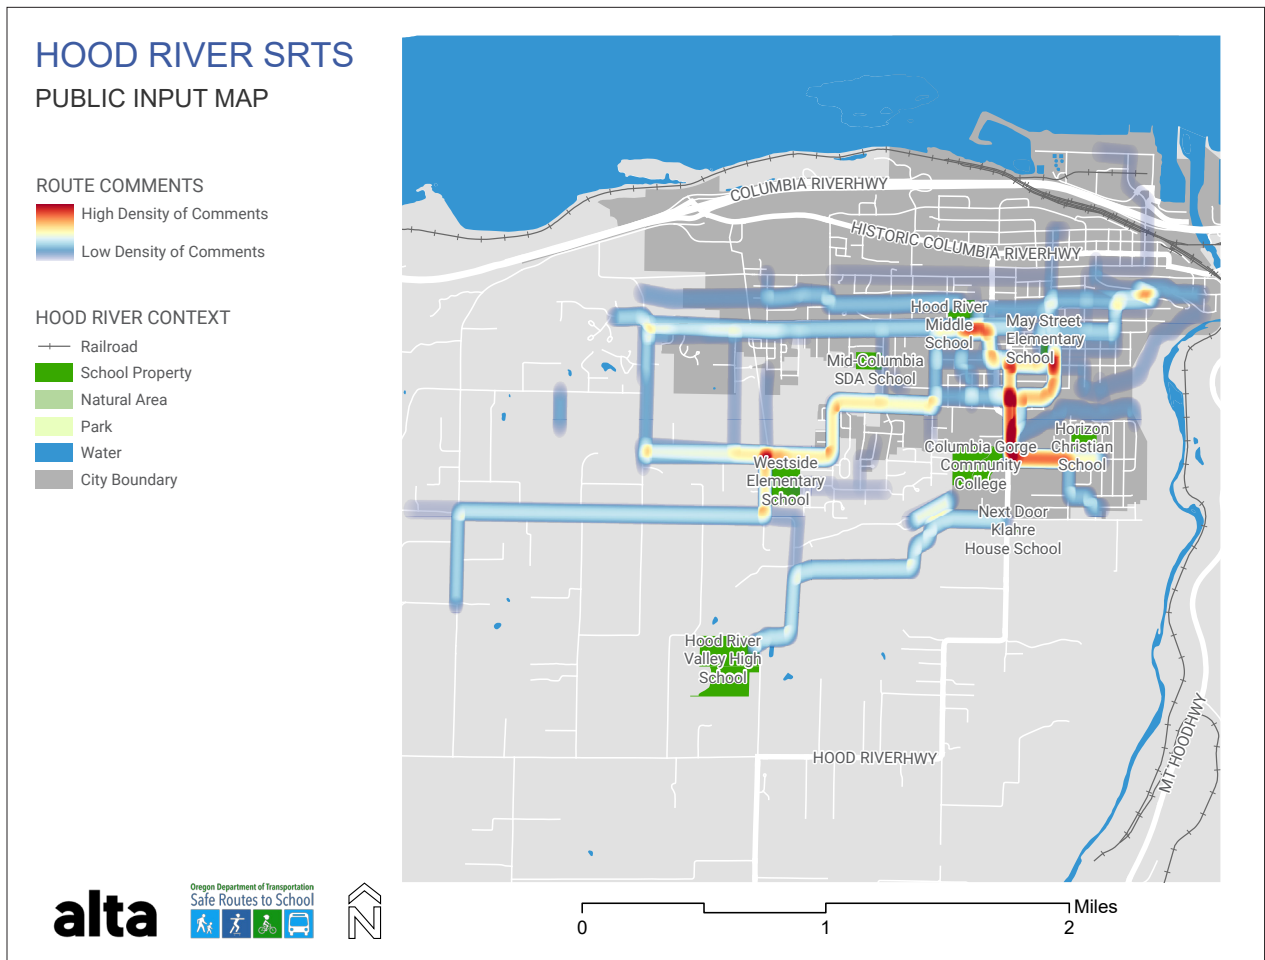 HOOD RIVER SRTS
PUBLIC INPUT MAP
ROUTE COMMENTS
High Density of Comments
Low Density of Comments
HOOD RIVER CONTEXT
Railroad
School Property
Natural Area
Park
Water
City Boundary
COLUMBIA RIVERHWY
HISTORIC COLUMBIA RIVERHWY
Hood River
Middle
School
May Street
Elementary
School
Mid-Columbia
SDA School
Horizon
Christian
School
Columbia Gorge
Community
College
Westside
Elementary
School
Next Door
Klahre
House School
Hood River
Valley High
School
HOOD RIVERHWY
MT HOODHWY
alta
Oregon Department of Transportation
Safe Routes to School
N
Miles
0
1
2